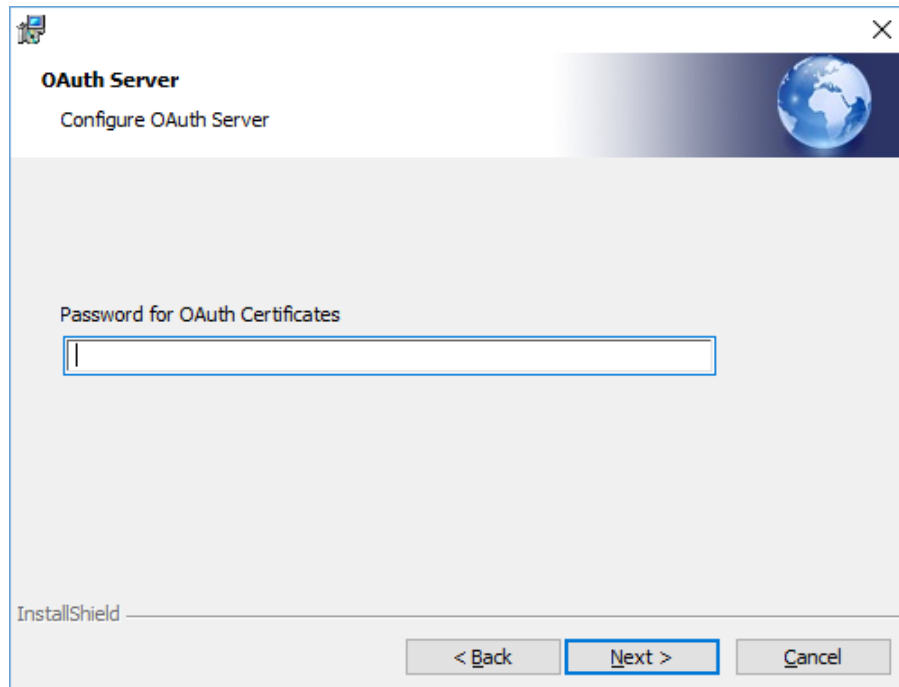 OAuth Server
Configure OAuth Server
Password for OAuth Certificates
InstallShield
< Back Next > Cancel